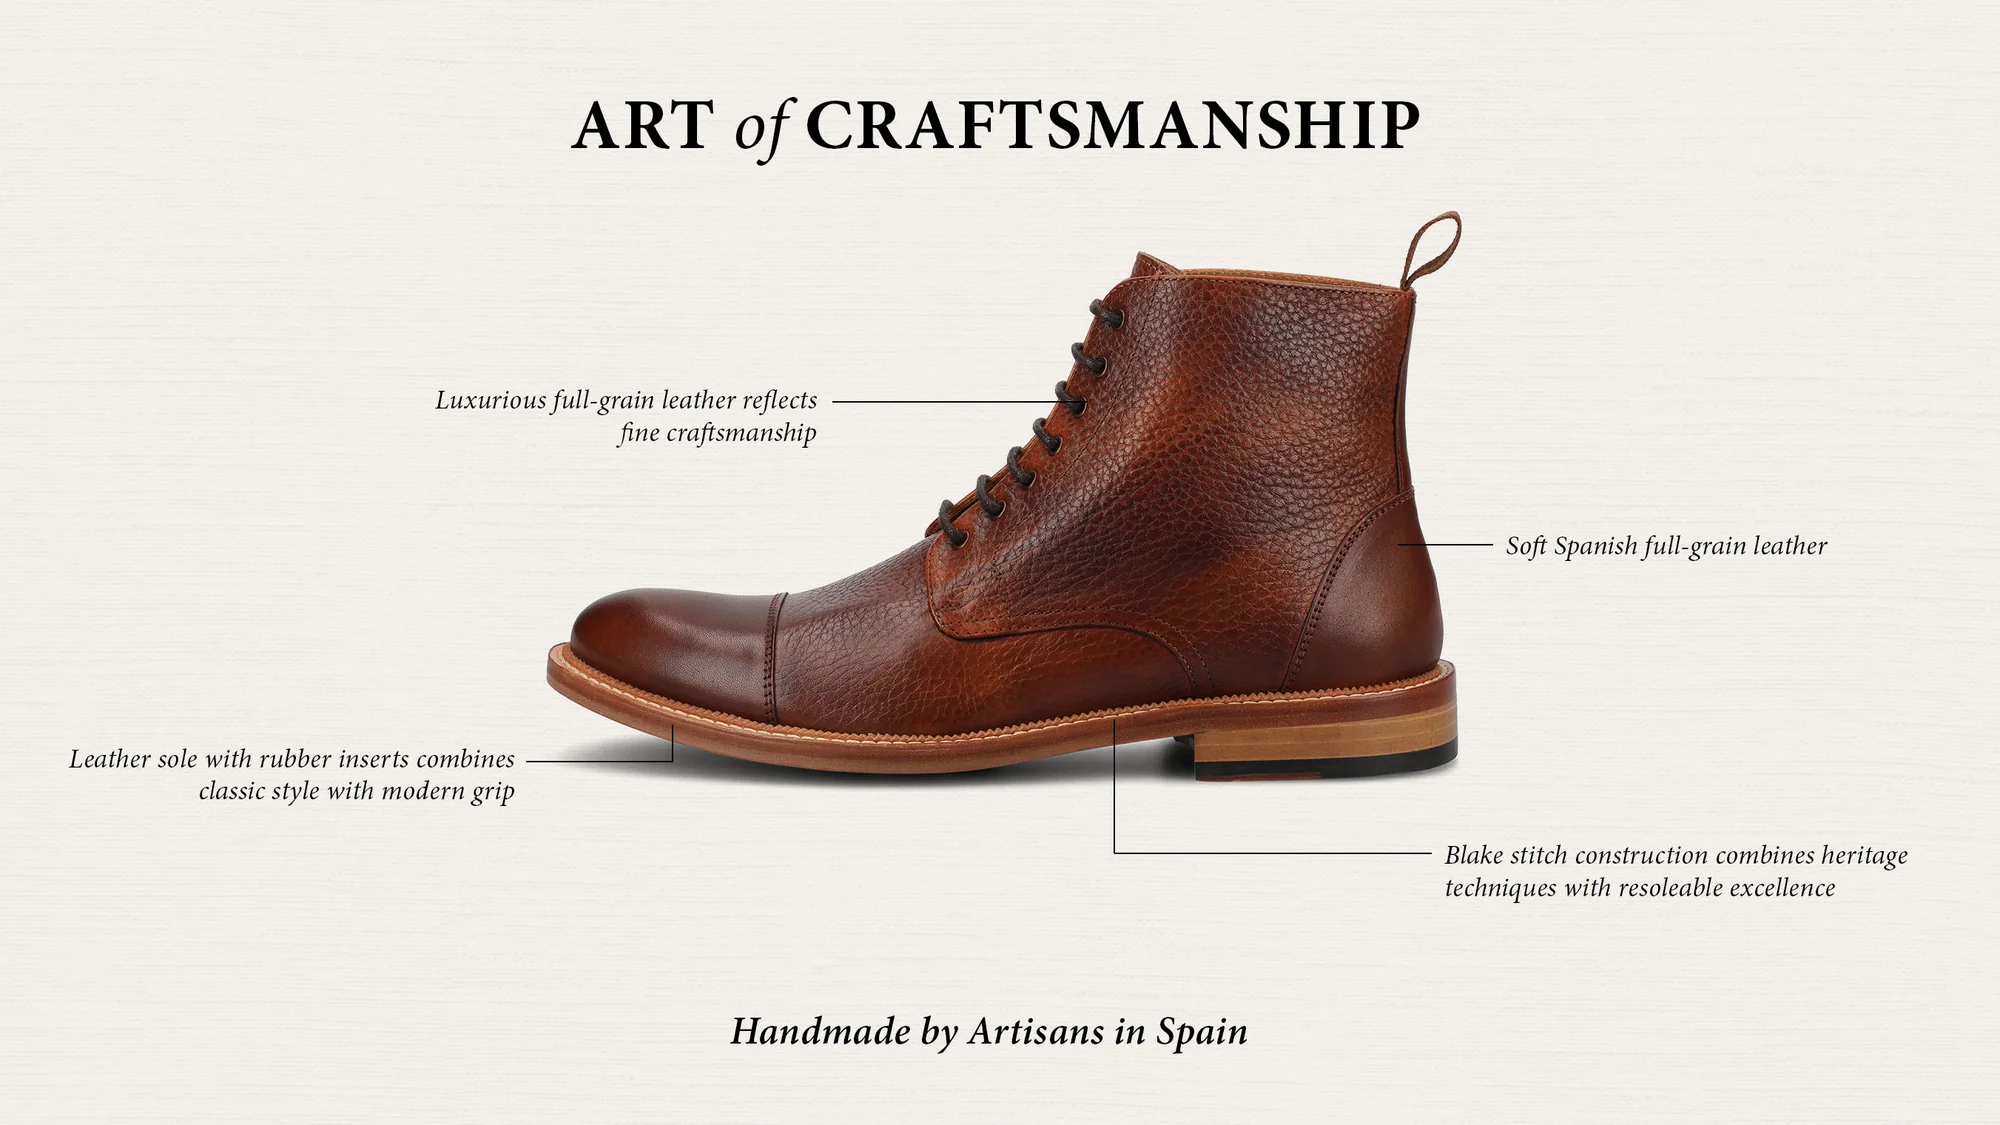 ART of CRAFTSMANSHIP
Luxurious full-grain leather reflects
fine craftsmanship
Soft Spanish full-grain leather
Leather sole with rubber inserts combines
classic style with modern grip
Blake stitch construction combines heritage
techniques with resoleable excellence
Handmade by Artisans in Spain